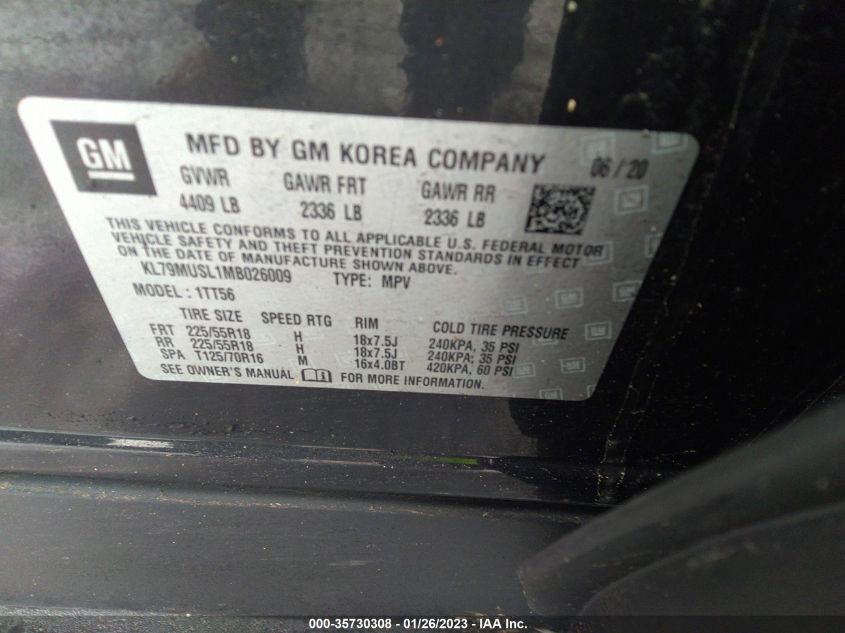 GM MFD BY GM KOREA COMPANY 06/20
GVWR GAWR FRT GAWR RR
4409 LB 2336 LB 2336 LB
THIS VEHICLE CONFORMS TO ALL APPLICABLE U.S. FEDERAL MOTOR
VEHICLE SAFETY AND THEFT PREVENTION STANDARDS IN EFFECT
ON THE DATE OF MANUFACTURE SHOWN ABOVE.
KL79MUSL1MB026009 TYPE: MPV
MODEL : 1TT56
TIRE SIZE SPEED RTG RIM COLD TIRE PRESSURE
FRT 225/55R18 H 18x7.5J 240KPA, 35 PSI
RR 225/55R18 H 18x7.5J 240KPA, 35 PSI
SPA T125/70R16 M 16x4.0BT 420KPA, 60 PSI
SEE OWNER'S MANUAL FOR MORE INFORMATION.
000-35730308 - 01/26/2023 - IAA Inc.